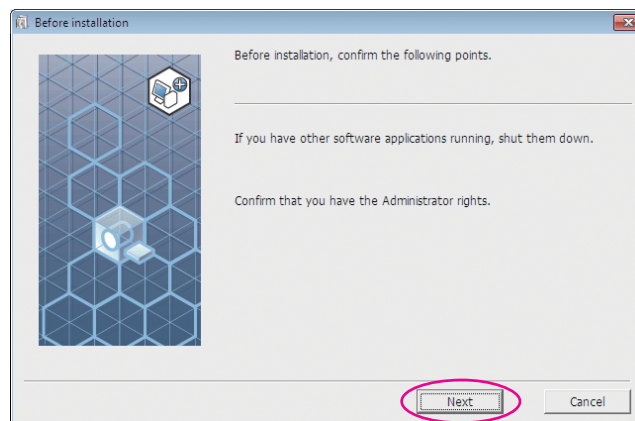 Before installation
Before installation, confirm the following points.
If you have other software applications running, shut them down.
Confirm that you have the Administrator rights.
Next
Cancel